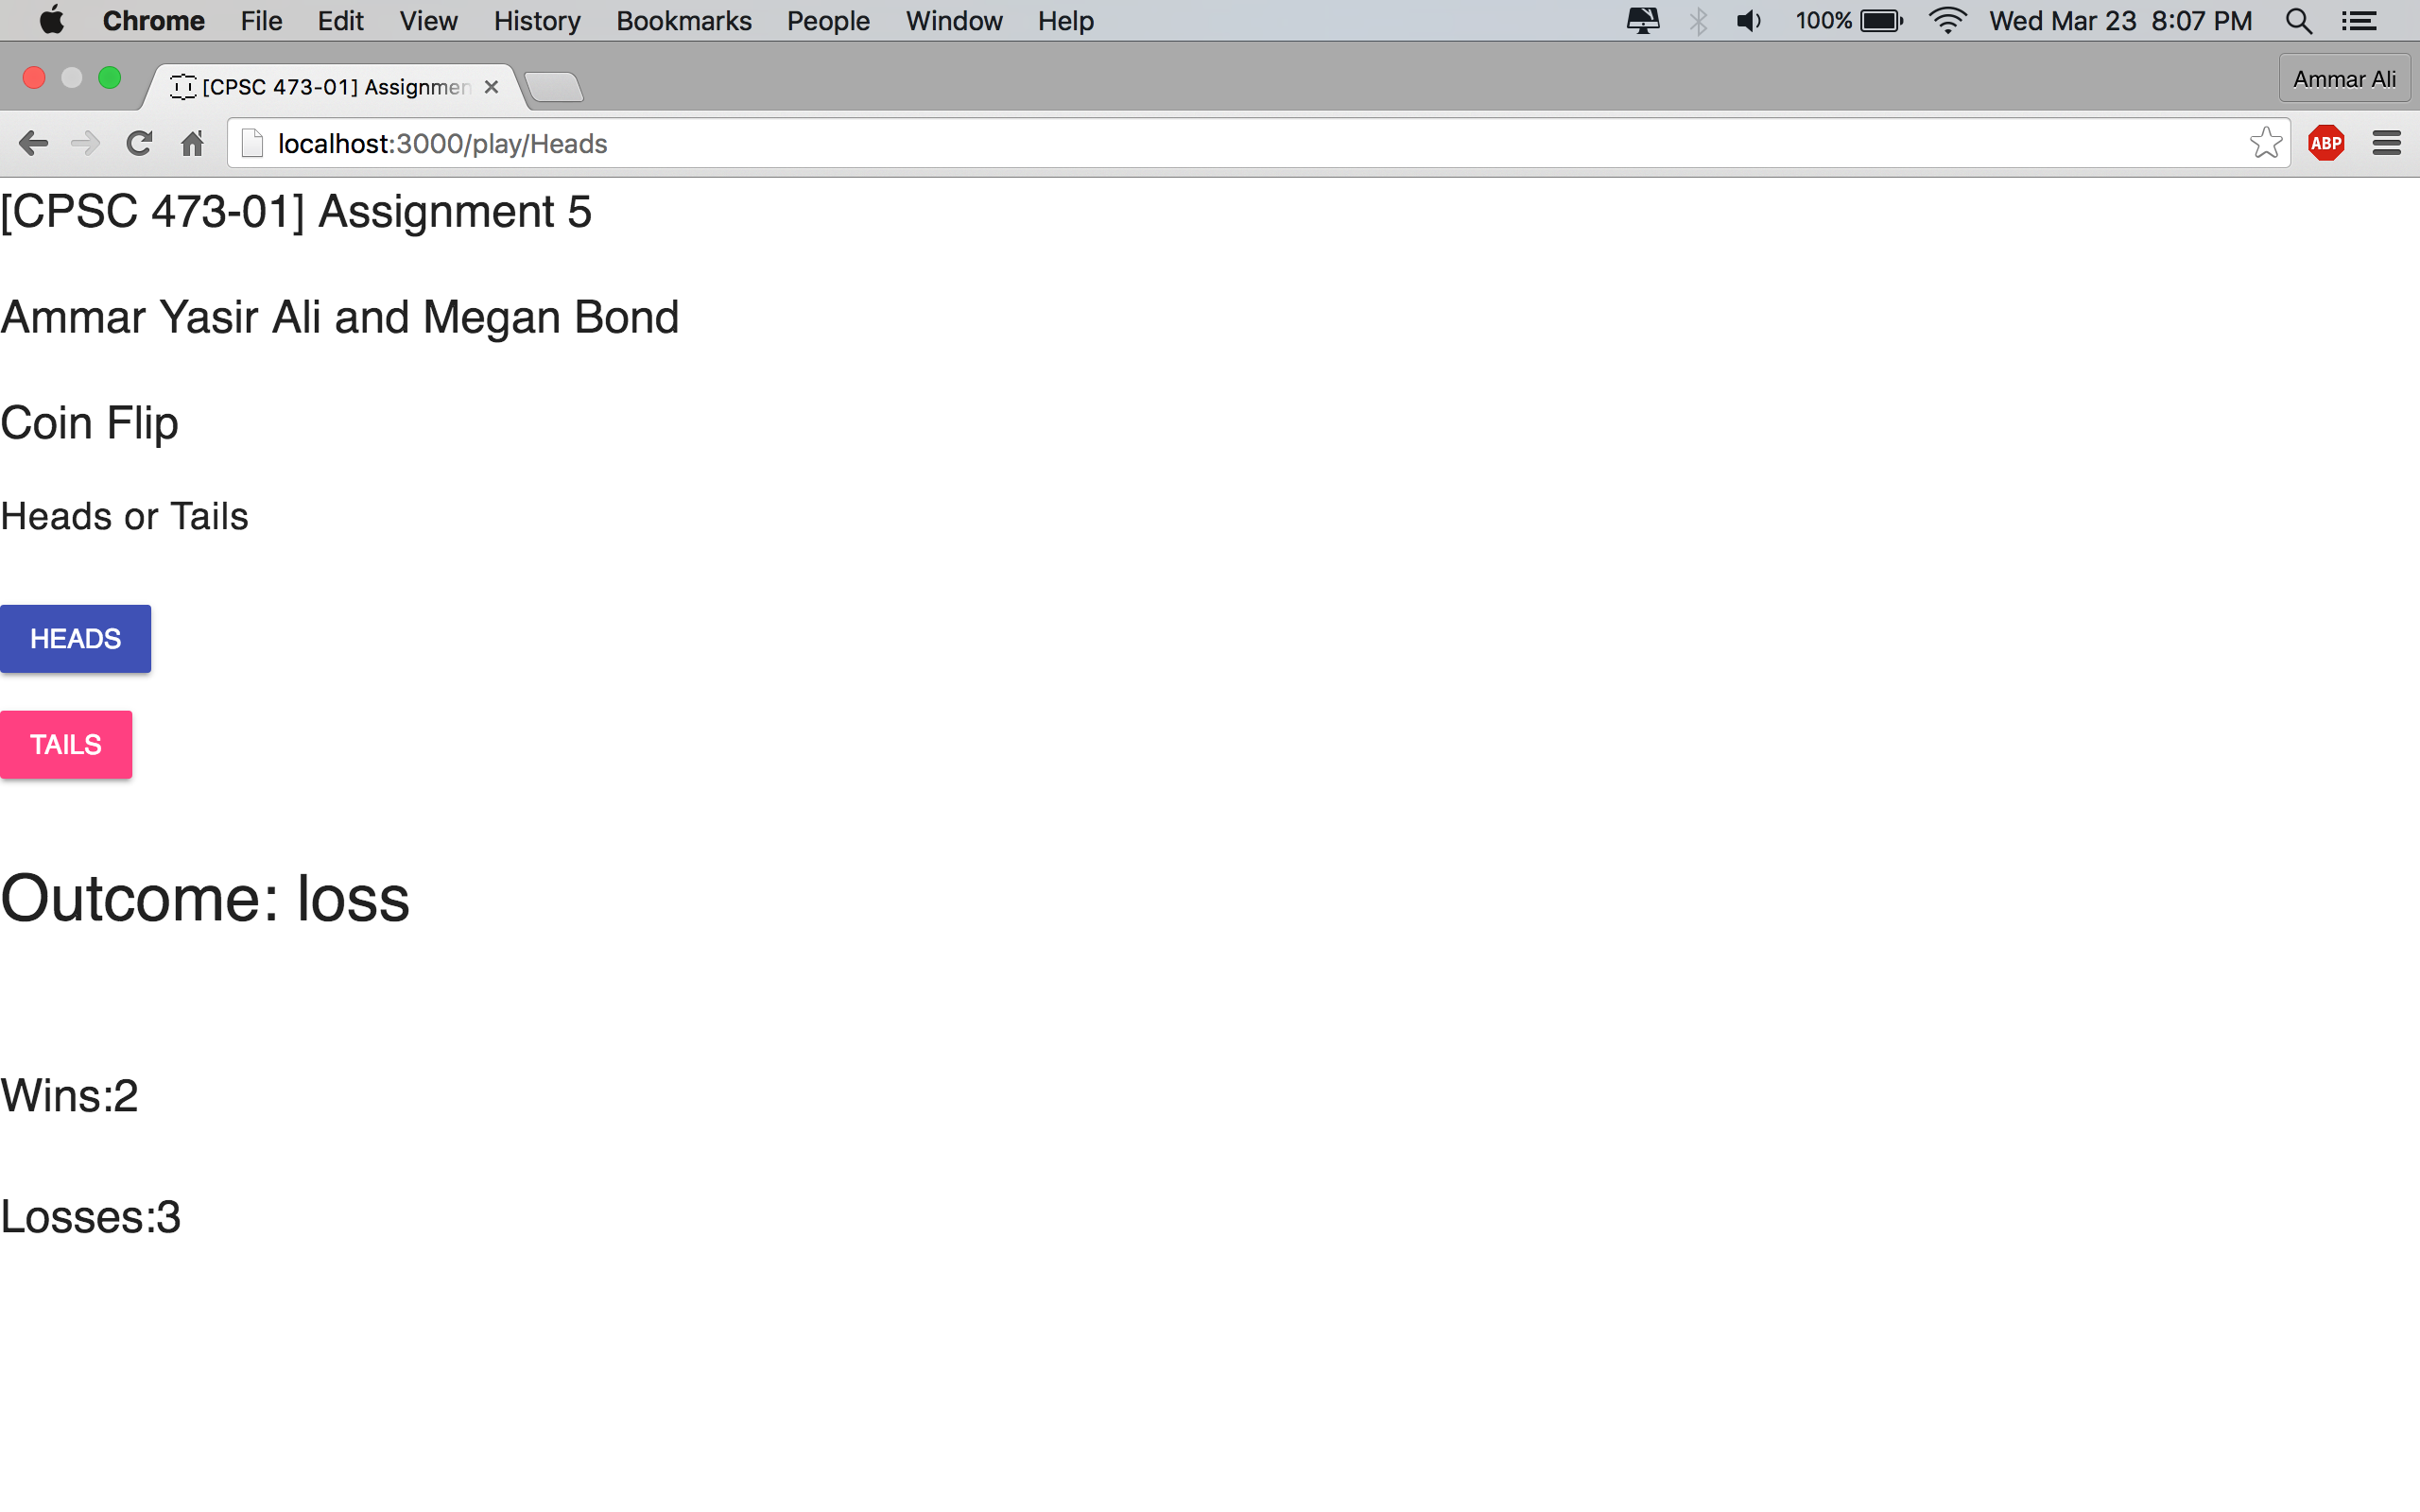 Chrome File Edit View History Bookmarks People Window Help 100% Wed Mar 23 8:07 PM
[CPSC 473-01] Assignmen Ammar Ali
localhost:3000/play/Heads ABP
[CPSC 473-01] Assignment 5
Ammar Yasir Ali and Megan Bond
Coin Flip
Heads or Tails
HEADS
TAILS
Outcome: loss
Wins:2
Losses:3